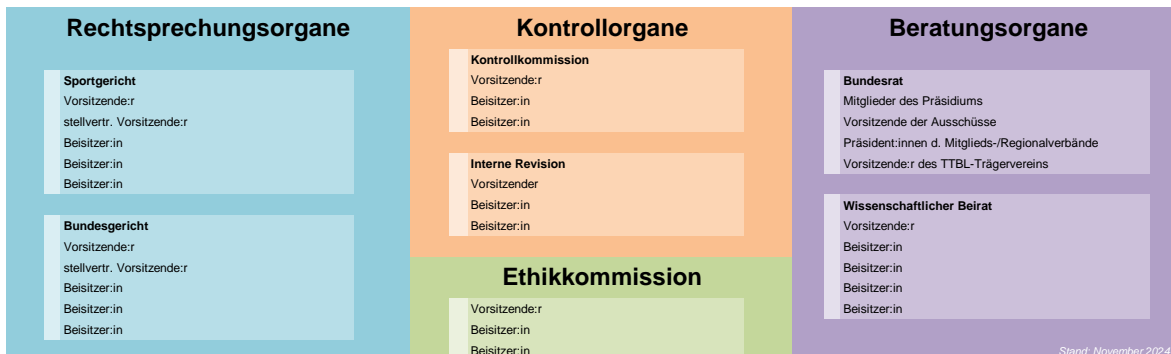 Rechtsprechungsorgane
Sportgericht
Vorsitzende:r
stellvertr. Vorsitzende:r
Beisitzer:in
Beisitzer:in
Beisitzer:in
Bundesgericht
Vorsitzende:r
stellvertr. Vorsitzende:r
Beisitzer:in
Beisitzer:in
Beisitzer:in
Kontrollorgane
Kontrollkommission
Vorsitzende:r
Beisitzer:in
Beisitzer:in
Interne Revision
Vorsitzender
Beisitzer:in
Beisitzer:in
Ethikkommission
Vorsitzende:r
Beisitzer:in
Beisitzer:in
Beratungsorgane
Bundesrat
Mitglieder des Präsidiums
Vorsitzende der Ausschüsse
Präsident:innen d. Mitglieds-/Regionalverbände
Vorsitzende:r des TTBL-Trägervereins
Wissenschaftlicher Beirat
Vorsitzende:r
Beisitzer:in
Beisitzer:in
Beisitzer:in
Beisitzer:in
Stand: November 2024